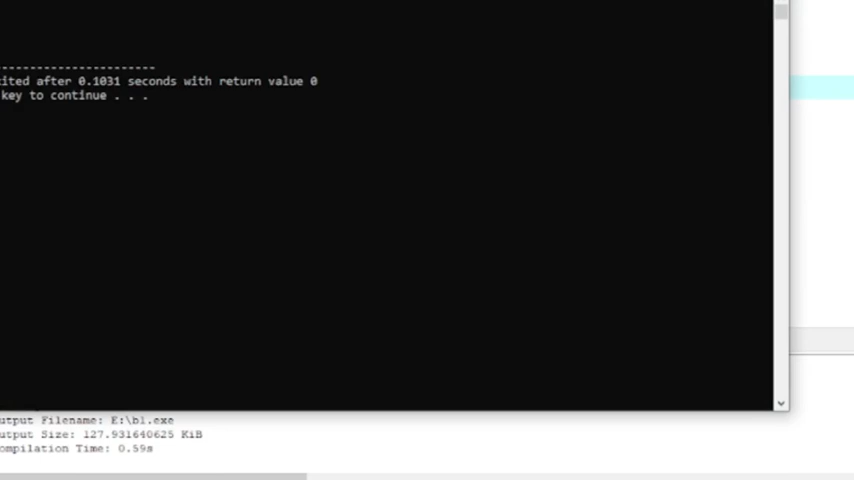 -----------------------
ited after 0.1031 seconds with return value 0
key to continue . . .
utput Filename: E:\b1.exe
utput Size: 127.931640625 KiB
ompilation Time: 0.59s